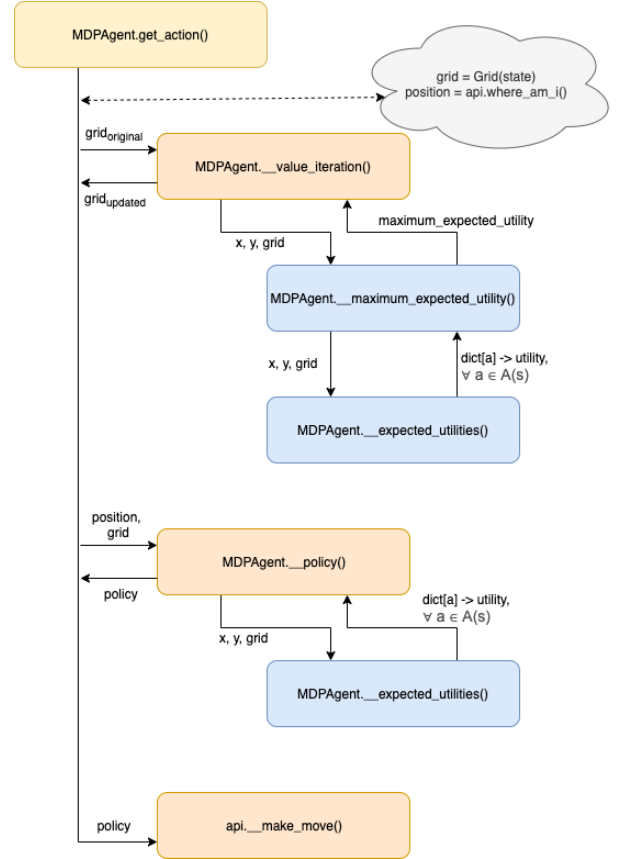 MDPAgent.get_action()
grid = Grid(state)
position = api.where_am_i()
grid_original
MDPAgent.__value_iteration()
grid_updated
maximum_expected_utility
x, y, grid
MDPAgent.__maximum_expected_utility()
x, y, grid
dict[a] -> utility,
∀ a ∈ A(s)
MDPAgent.__expected_utilities()
position,
grid
MDPAgent.__policy()
policy
dict[a] -> utility,
∀ a ∈ A(s)
x, y, grid
MDPAgent.__expected_utilities()
policy
api.__make_move()